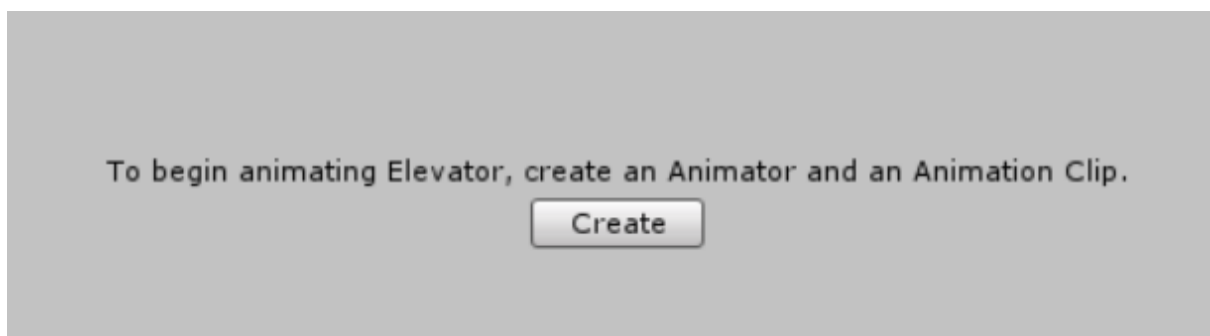 To begin animating Elevator, create an Animator and an Animation Clip.
Create